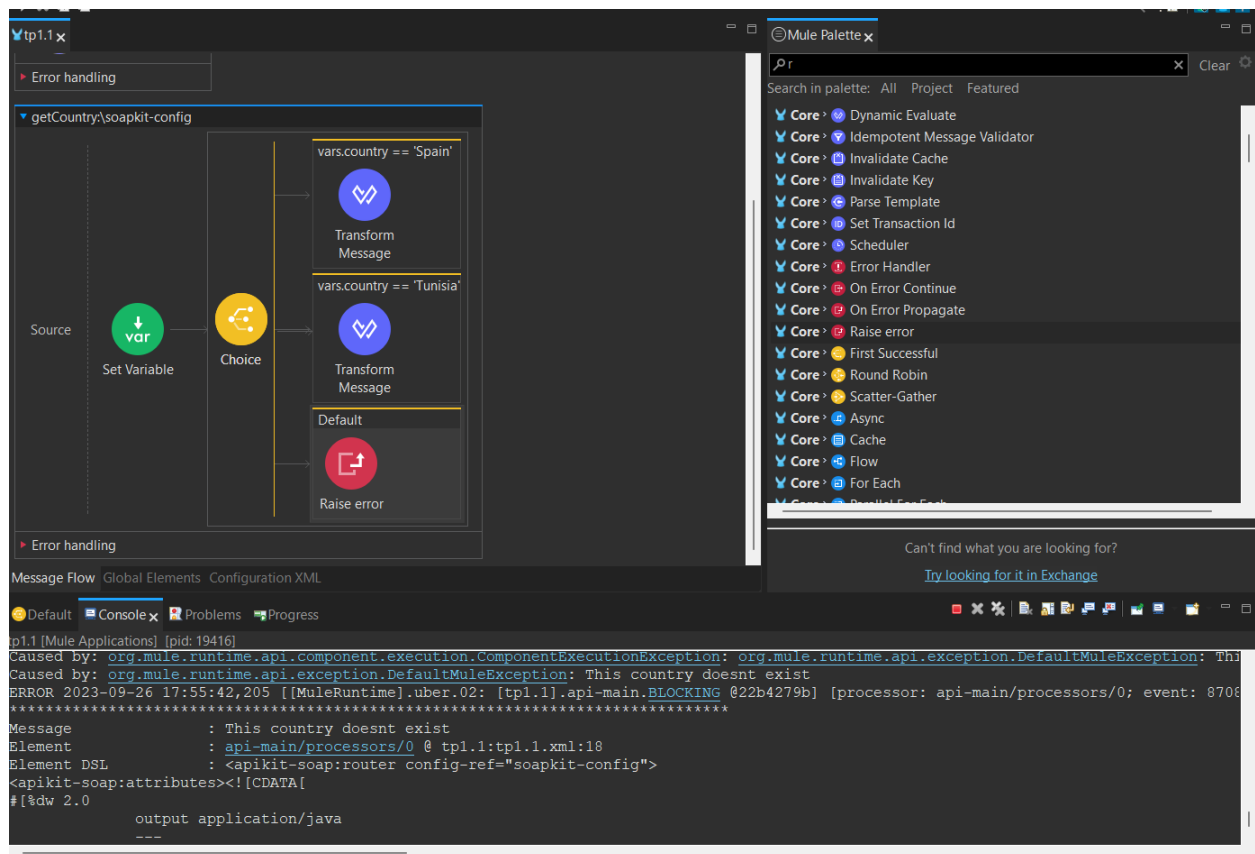 tp1.1
Mule Palette
r
Clear
Search in palette: All Project Featured
Error handling
getCountry:\soapkit-config
vars.country == 'Spain'
Transform
Message
vars.country == 'Tunisia'
Source
var
Set Variable
Choice
Transform
Message
Default
Raise error
Error handling
Core Dynamic Evaluate
Core Idempotent Message Validator
Core Invalidate Cache
Core Invalidate Key
Core Parse Template
Core Set Transaction Id
Core Scheduler
Core Error Handler
Core On Error Continue
Core On Error Propagate
Core Raise error
Core First Successful
Core Round Robin
Core Scatter-Gather
Core Async
Core Cache
Core Flow
Core For Each
Core Parallel For Each
Can't find what you are looking for?
Try looking for it in Exchange
Message Flow Global Elements Configuration XML
Default Console Problems Progress
tp1.1 [Mule Applications] [pid: 19416]
Caused by: org.mule.runtime.api.component.execution.ComponentExecutionException: org.mule.runtime.api.exception.DefaultMuleException: Thi
Caused by: org.mule.runtime.api.exception.DefaultMuleException: This country doesnt exist
ERROR 2023-09-26 17:55:42,205 [[MuleRuntime].uber.02: [tp1.1].api-main.BLOCKING @22b4279b] [processor: api-main/processors/0; event: 8708
********************************************************************************
Message : This country doesnt exist
Element : api-main/processors/0 @ tp1.1:tp1.1.xml:18
Element DSL : <apikit-soap:router config-ref="soapkit-config">
<apikit-soap:attributes><![CDATA[
#[%dw 2.0
output application/java
---